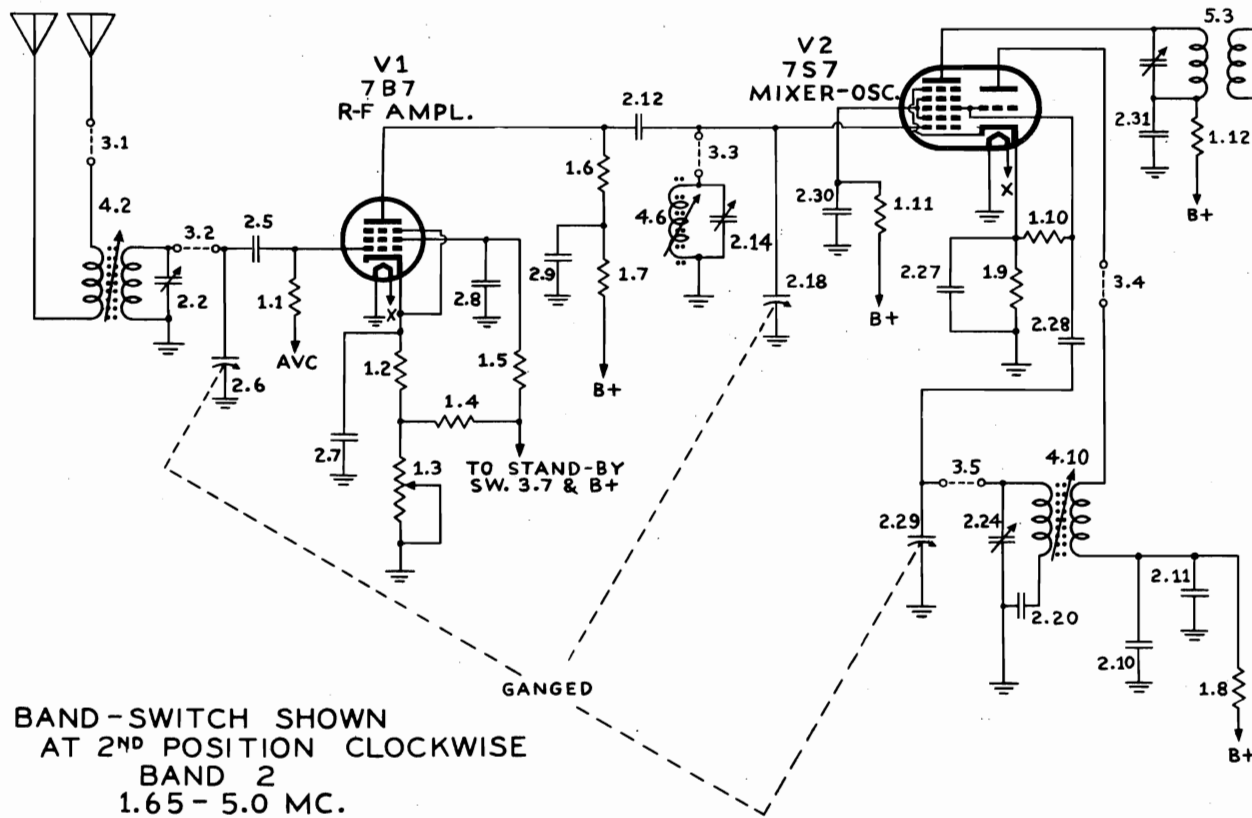 5.3
V1
7B7
R-F AMPL.
V2
7S7
MIXER-OSC.
2.12
2.31
1.12
B+
3.1
3.3
1.6
4.2
3.2
2.5
4.6
2.14
2.30
1.11
1.10
2.2
1.1
2.8
2.9
1.7
2.18
2.27
1.9
3.4
X
X
B+
2.28
AVC
1.2
1.5
2.6
B+
1.4
2.7
1.3
TO STAND-BY
SW. 3.7 & B+
3.5
4.10
2.29
2.24
2.11
2.20
2.10
1.8
GANGED
B+
BAND-SWITCH SHOWN
AT 2ND POSITION CLOCKWISE
BAND 2
1.65-5.0 MC.